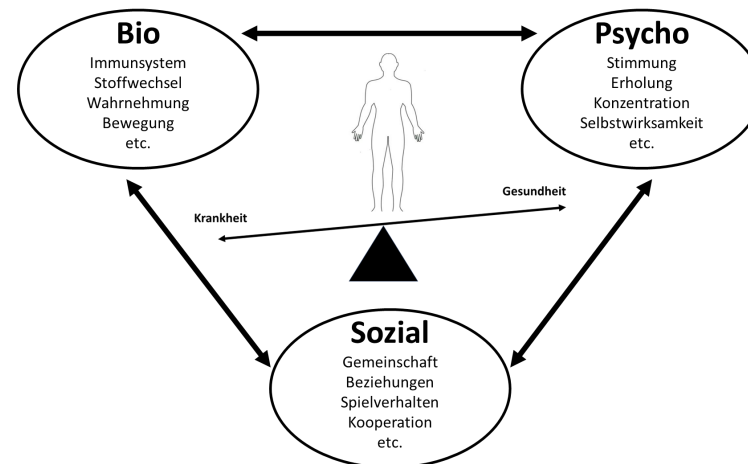 Bio
Immunsystem
Stoffwechsel
Wahrnehmung
Bewegung
etc.
Psycho
Stimmung
Erholung
Konzentration
Selbstwirksamkeit
etc.
Gesundheit
Krankheit
Sozial
Gemeinschaft
Beziehungen
Spielverhalten
Kooperation
etc.